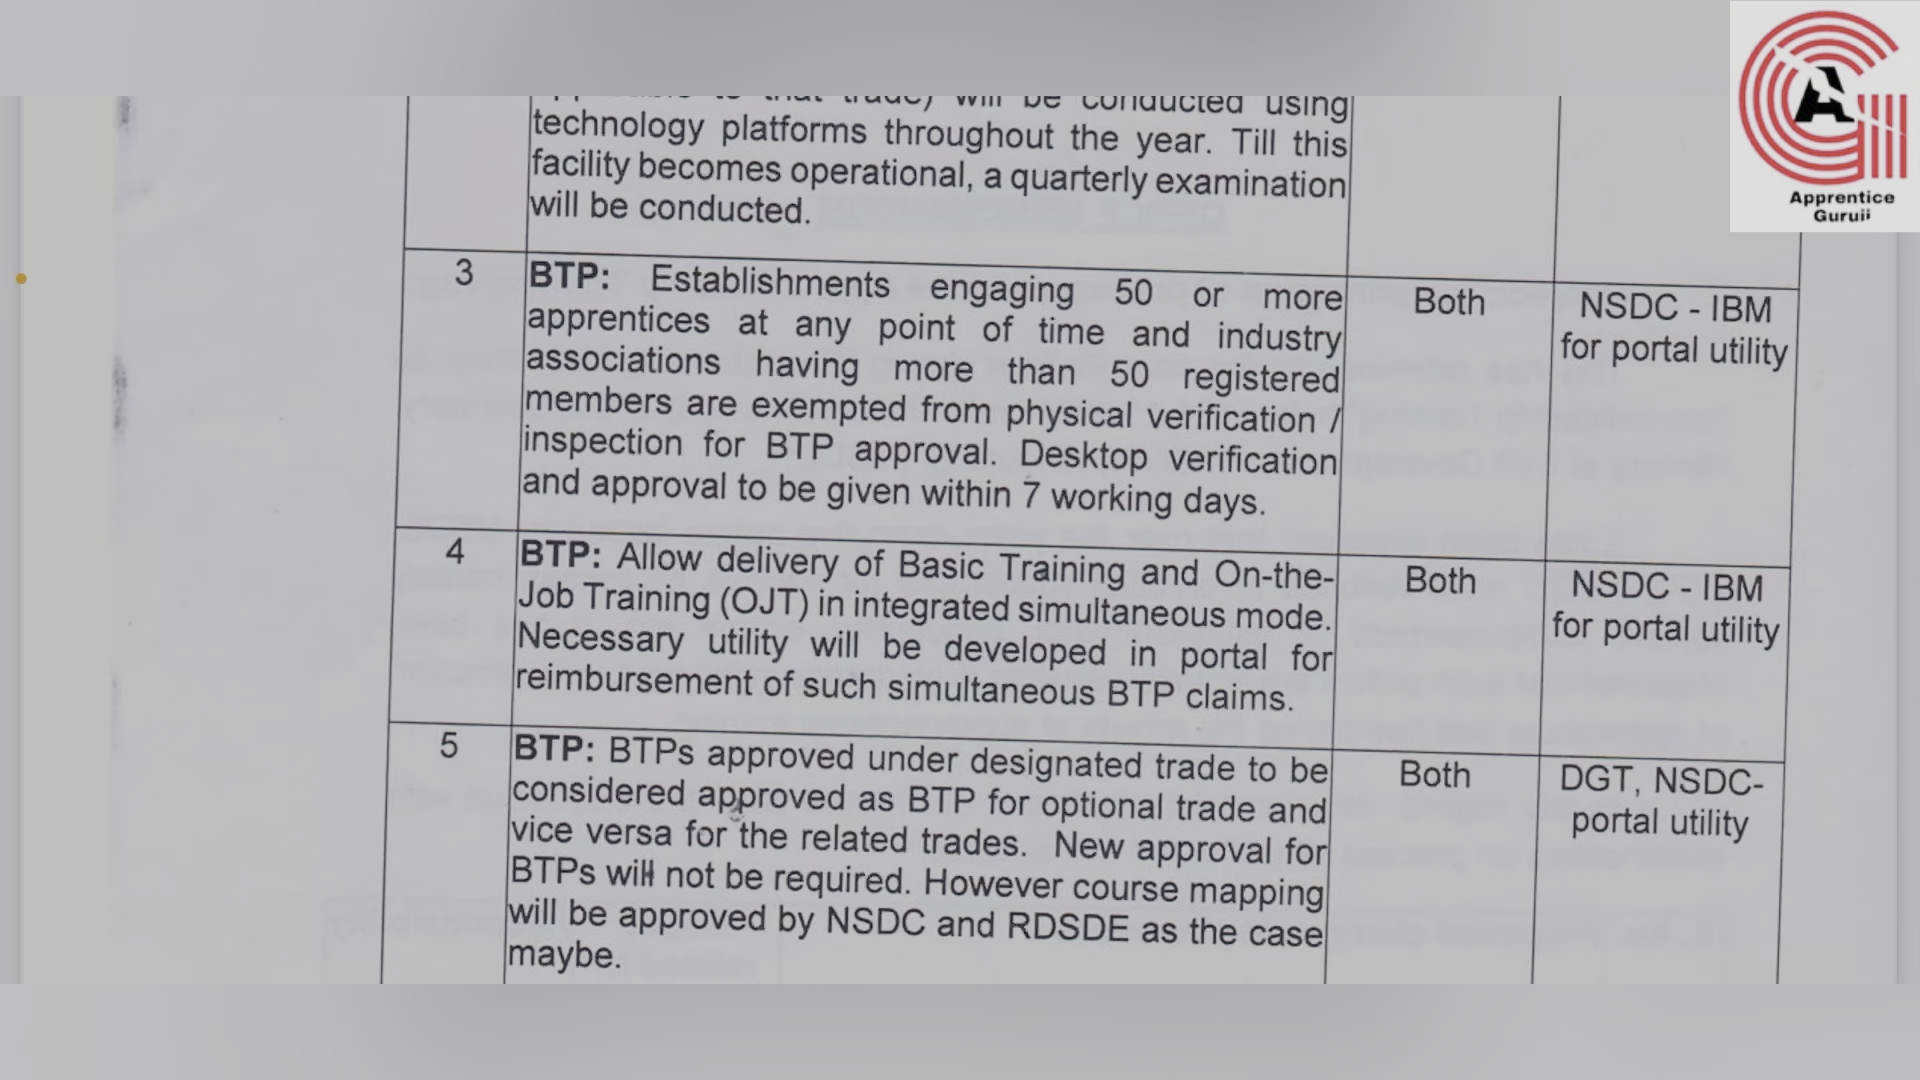 that trade) will be conducted using
technology platforms throughout the year. Till this
facility becomes operational, a quarterly examination
will be conducted.
3
BTP: Establishments engaging 50 or more
apprentices at any point of time and industry
associations having more than 50 registered
members are exempted from physical verification /
inspection for BTP approval. Desktop verification
and approval to be given within 7 working days.
Both
NSDC - IBM
for portal utility
4
BTP: Allow delivery of Basic Training and On-the-
Job Training (OJT) in integrated simultaneous mode.
Necessary utility will be developed in portal for
reimbursement of such simultaneous BTP claims.
Both
NSDC - IBM
for portal utility
5
BTP: BTPs approved under designated trade to be
considered approved as BTP for optional trade and
vice versa for the related trades. New approval for
BTPs will not be required. However course mapping
will be approved by NSDC and RDSDE as the case
maybe.
Both
DGT, NSDC-
portal utility
A
Apprentice
Guruji